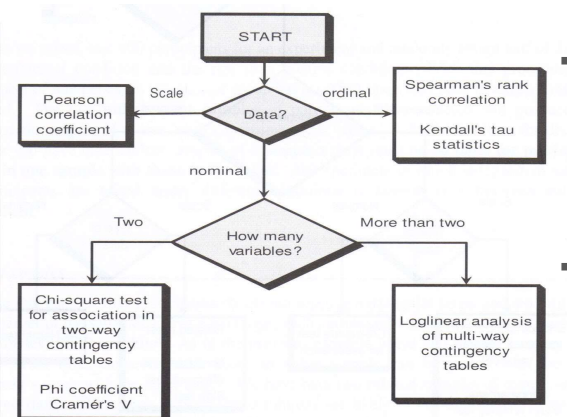 START
Scale
ordinal
Pearson
correlation
coefficient
Data?
Spearman's rank
correlation
Kendall's tau
statistics
nominal
Two
More than two
How many
variables?
Chi-square test
for association in
two-way
contingency
tables
Phi coefficient
Cramér's V
Loglinear analysis
of multi-way
contingency
tables